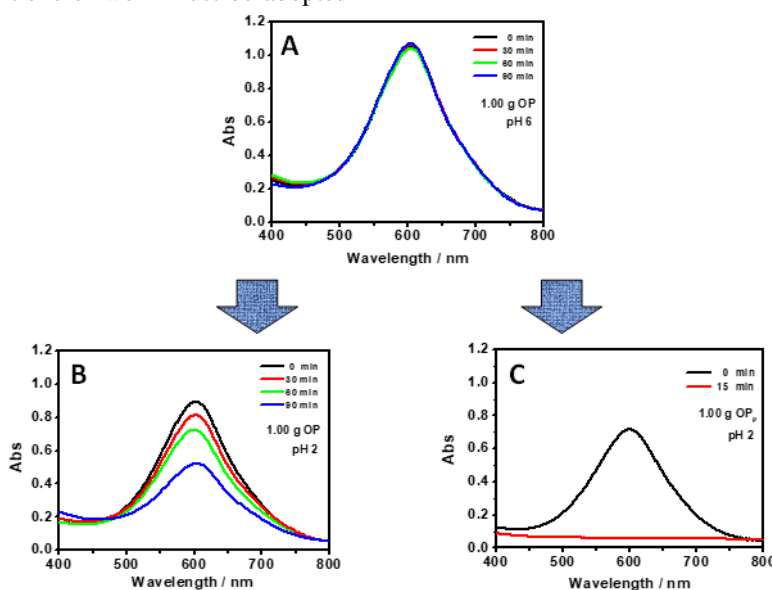 A
0 min
30 min
60 min
90 min
1.00 g OP
pH 6
Abs
1.2
1.0
0.8
0.6
0.4
0.2
0.0
400 500 600 700 800
Wavelength / nm
B
0 min
30 min
60 min
90 min
1.00 g OP
pH 2
Abs
1.2
1.0
0.8
0.6
0.4
0.2
0.0
400 500 600 700 800
Wavelength / nm
C
0 min
15 min
1.00 g OPP
pH 2
Abs
1.2
1.0
0.8
0.6
0.4
0.2
0.0
400 500 600 700 800
Wavelength / nm